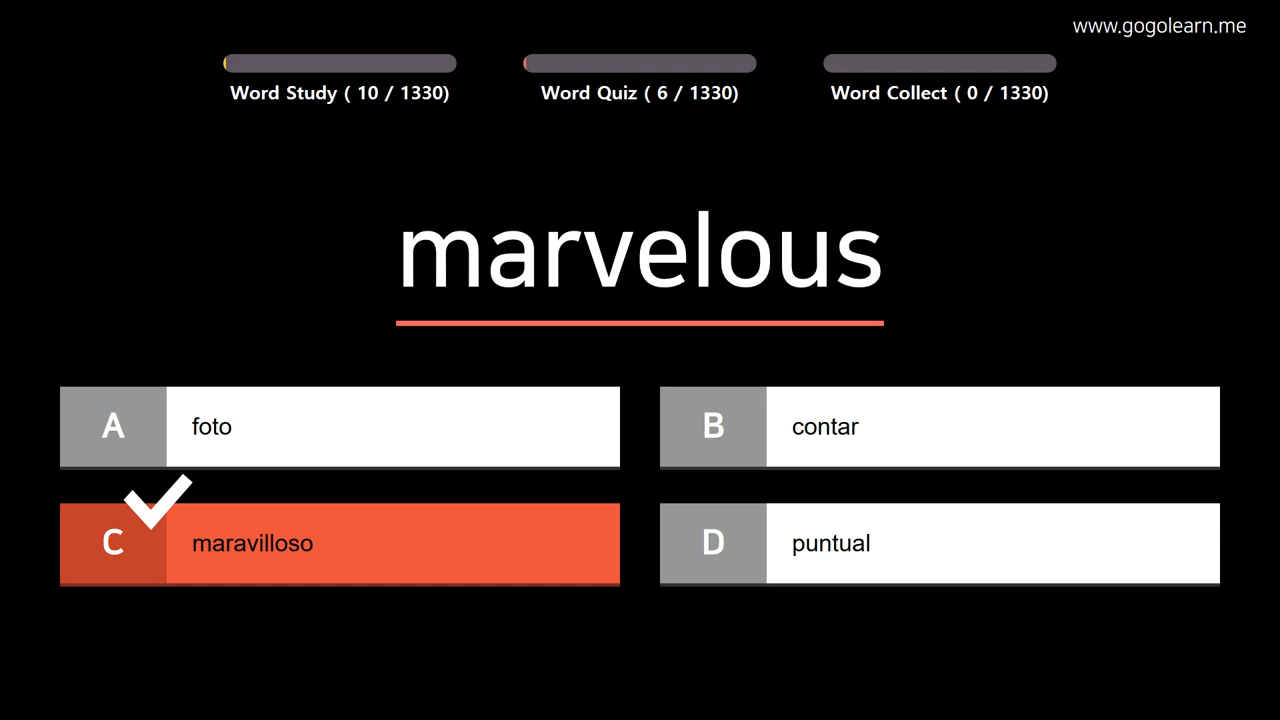 www.gogolearn.me
Word Study ( 10 / 1330)
Word Quiz ( 6 / 1330)
Word Collect ( 0 / 1330)
marvelous
A foto
B contar
C maravilloso
D puntual